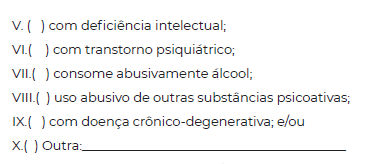 V. (  ) com deficiência intelectual;
VI.(  ) com transtorno psiquiátrico;
VII.(  ) consome abusivamente álcool;
VIII.( ) uso abusivo de outras substâncias psicoativas;
IX.(  ) com doença crônico-degenerativa; e/ou
X.( ) Outra:________________________________________